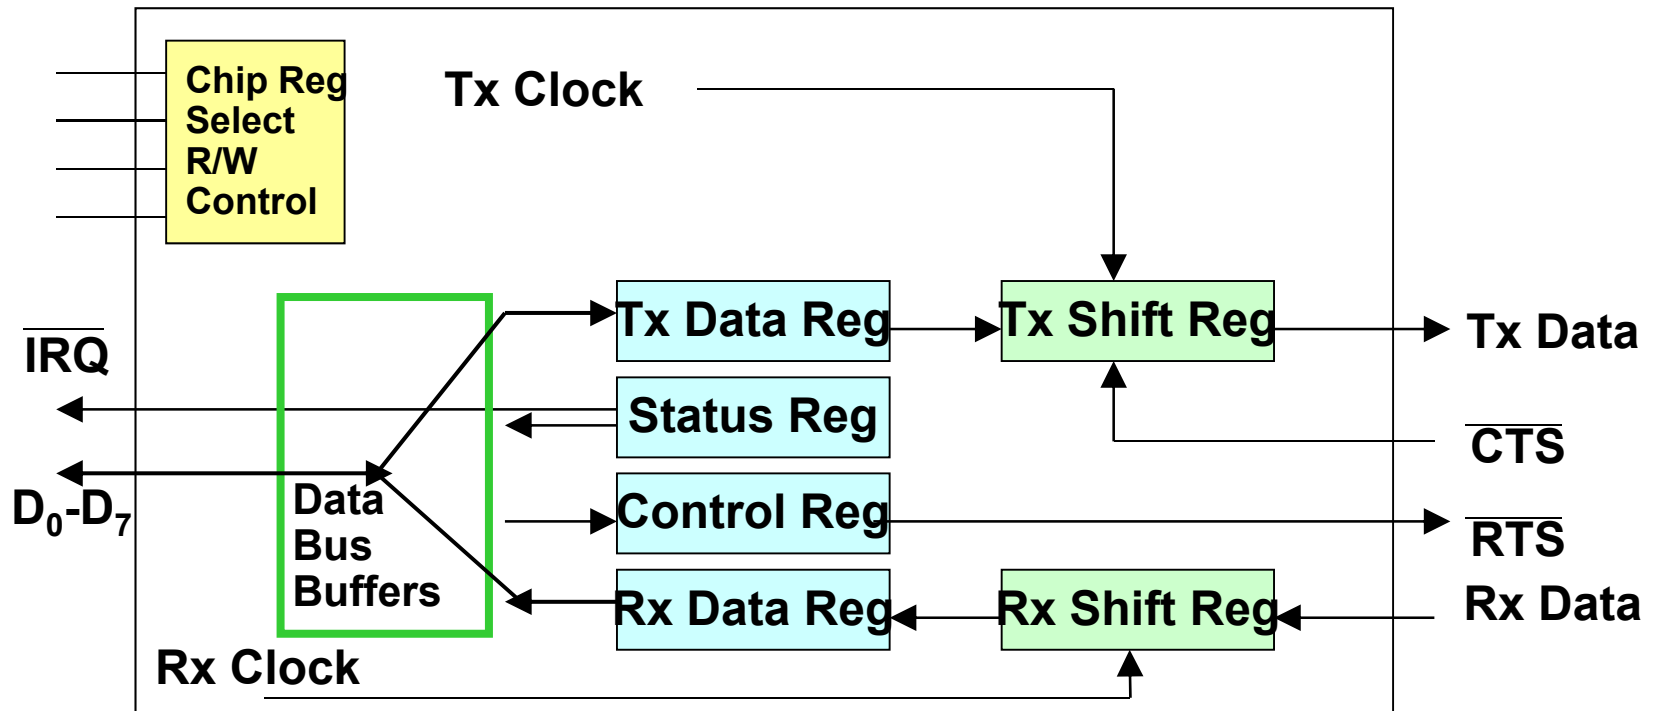 Chip Reg
Select
R/W
Control
Tx Clock
Tx Data Reg
Tx Shift Reg
Tx Data
IRQ
Status Reg
CTS
D0-D7
Data
Bus
Buffers
Control Reg
RTS
Rx Data Reg
Rx Shift Reg
Rx Data
Rx Clock